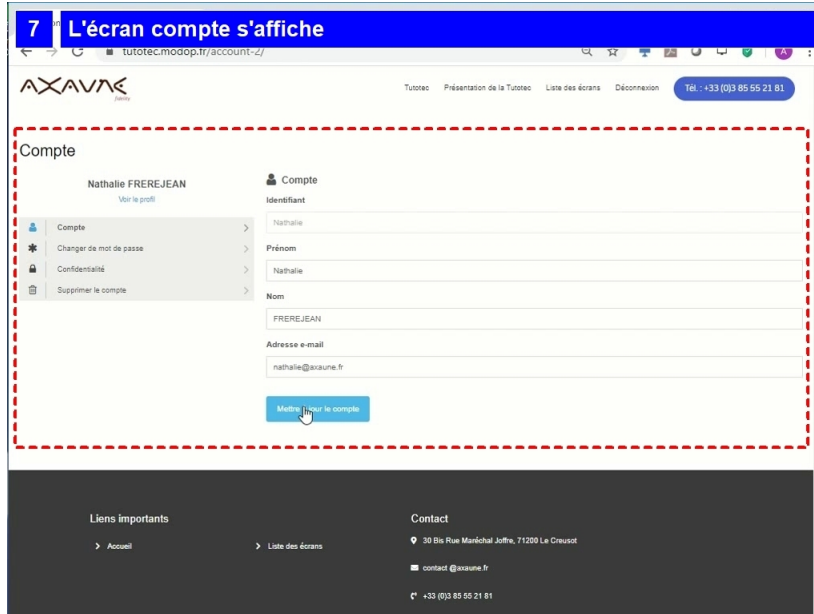 7 L'écran compte s'affiche
tutotec.modop.fr/account-2/
A
AXAUNE
Tutotec Présentation de la Tutotec Liste des écrans Déconnexion Tél. : +33 (0)3 85 55 21 81
Compte
Nathalie FREREJEAN
Voir le profil
Compte
Changer de mot de passe
Confidentialité
Supprimer le compte
Compte
Identifiant
Nathalie
Prénom
Nathalie
Nom
FREREJEAN
Adresse e-mail
nathalie@axaune.fr
Mettre à jour le compte
Liens importants
Accueil
Liste des écrans
Contact
30 Bis Rue Maréchal Joffre, 71200 Le Creusot
contact @axaune.fr
+33 (0)3 85 55 21 81